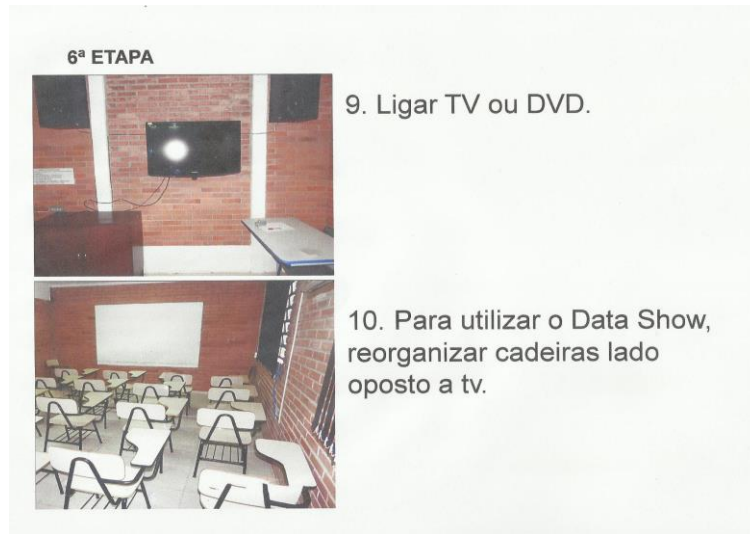 6ª ETAPA
9. Ligar TV ou DVD.
10. Para utilizar o Data Show,
reorganizar cadeiras lado
oposto a tv.